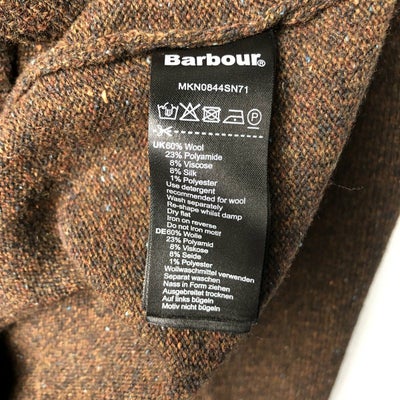 Barbour®
MKN0844SN71
UK60% Wool
23% Polyamide
8% Viscose
8% Silk
1% Polyester
Use detergent
recommended for wool
Wash separately
Re-shape whilst damp
Dry flat
Iron on reverse
Do not Iron motif
DE60% Wolle
23% Polyamid
8% Viskose
8% Seide
1% Polyester
Wollwaschmittel verwenden
Separat waschen
Nass in Form ziehen
Ausgebreitet trocknen
Auf links bügeln
Motiv nicht bügeln